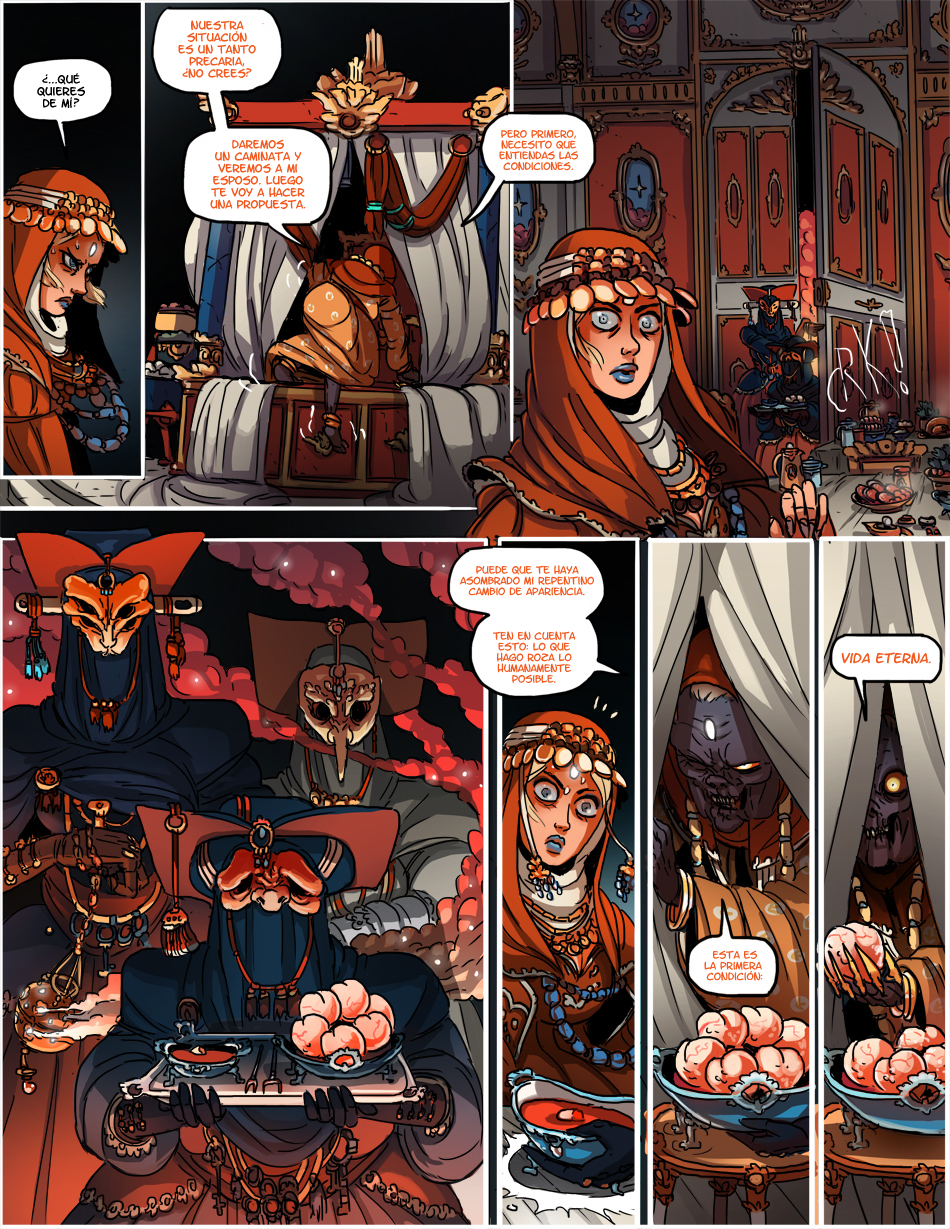 ¿...QUÉ
QUIERES
DE MÍ?
NUESTRA
SITUACIÓN
ES UN TANTO
PRECARIA,
¿NO CREES?
DAREMOS
UN CAMINATA Y
VEREMOS A MI
ESPOSO. LUEGO
TE VOY A HACER
UNA PROPUESTA.
PERO PRIMERO,
NECESITO QUE
ENTIENDAS LAS
CONDICIONES.
CRK!
PUEDE QUE TE HAYA
ASOMBRADO MI REPENTINO
CAMBIO DE APARIENCIA.
TEN EN CUENTA
ESTO: LO QUE
HAGO ROZA LO
HUMANAMENTE
POSIBLE.
ESTA ES
LA PRIMERA
CONDICIÓN:
VIDA ETERNA.